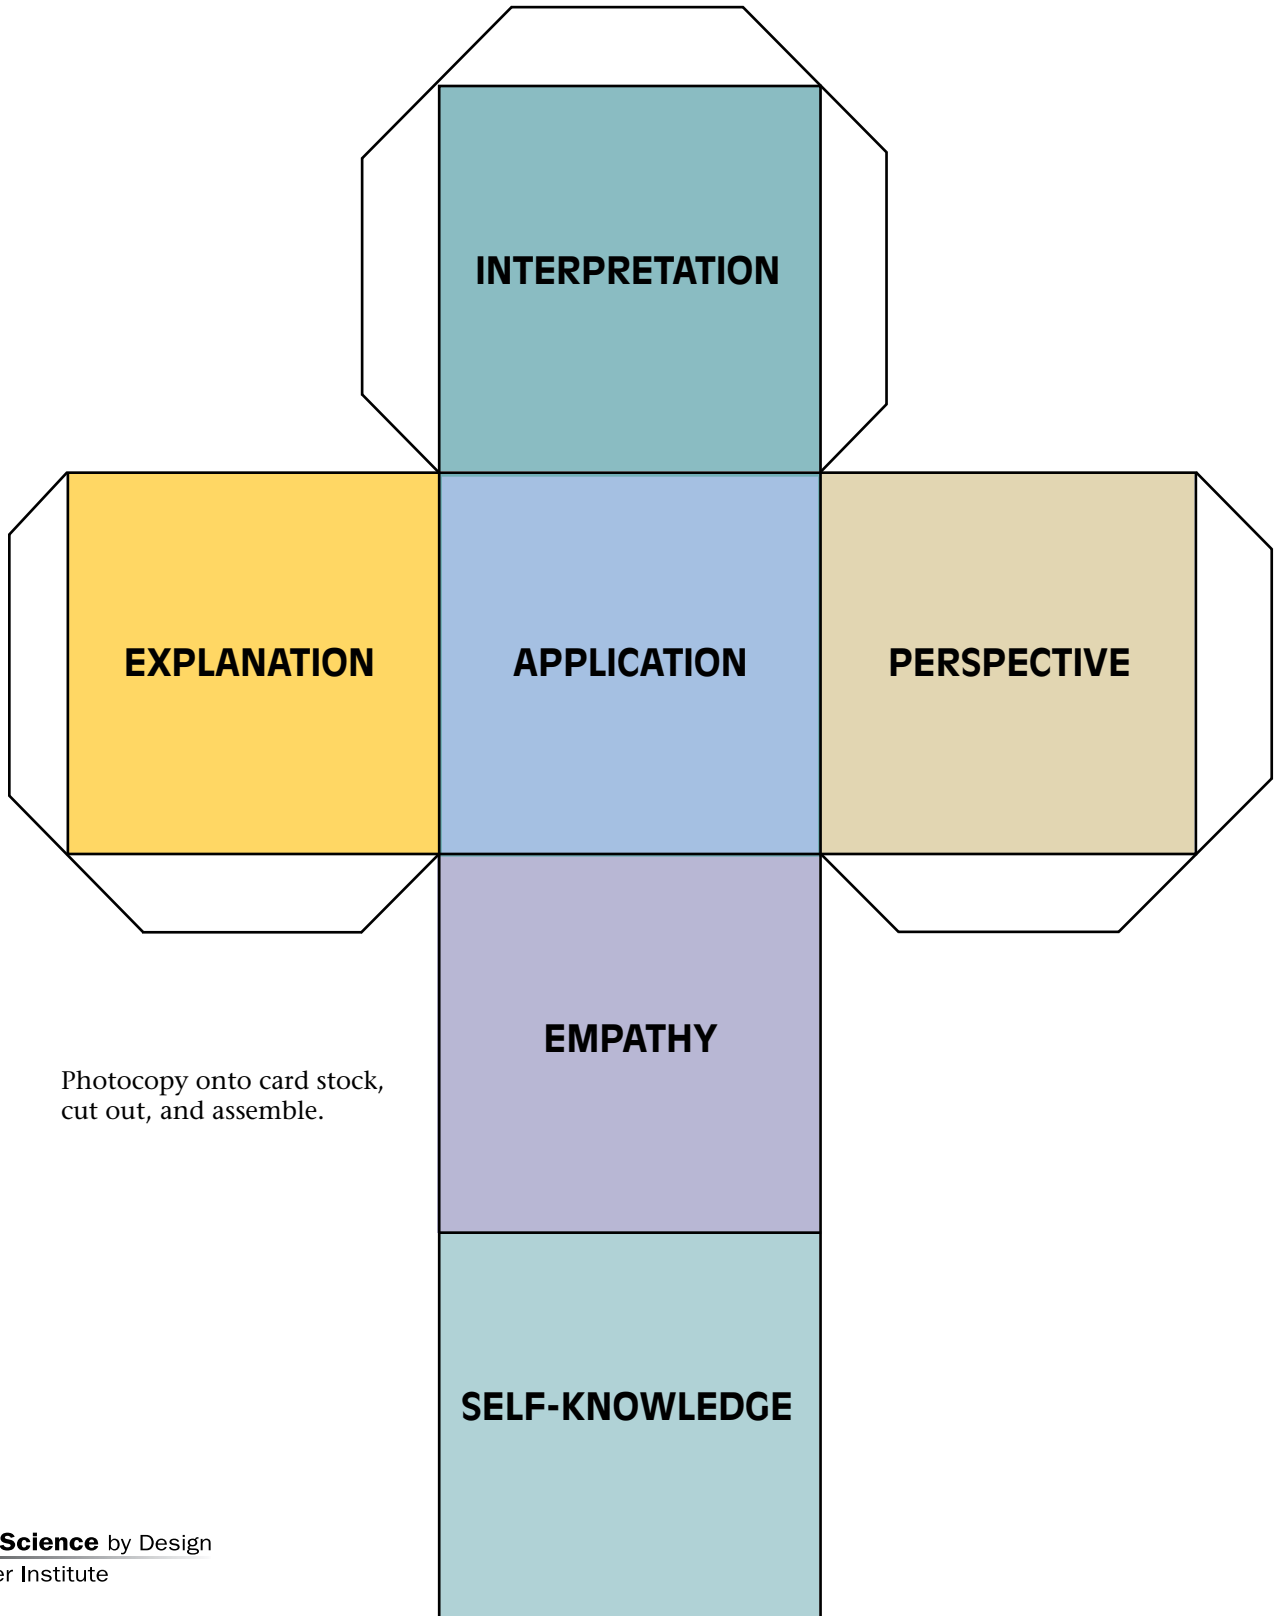 INTERPRETATION
EXPLANATION
APPLICATION
PERSPECTIVE
EMPATHY
Photocopy onto card stock,
cut out, and assemble.
SELF-KNOWLEDGE
Science by Design
Institute